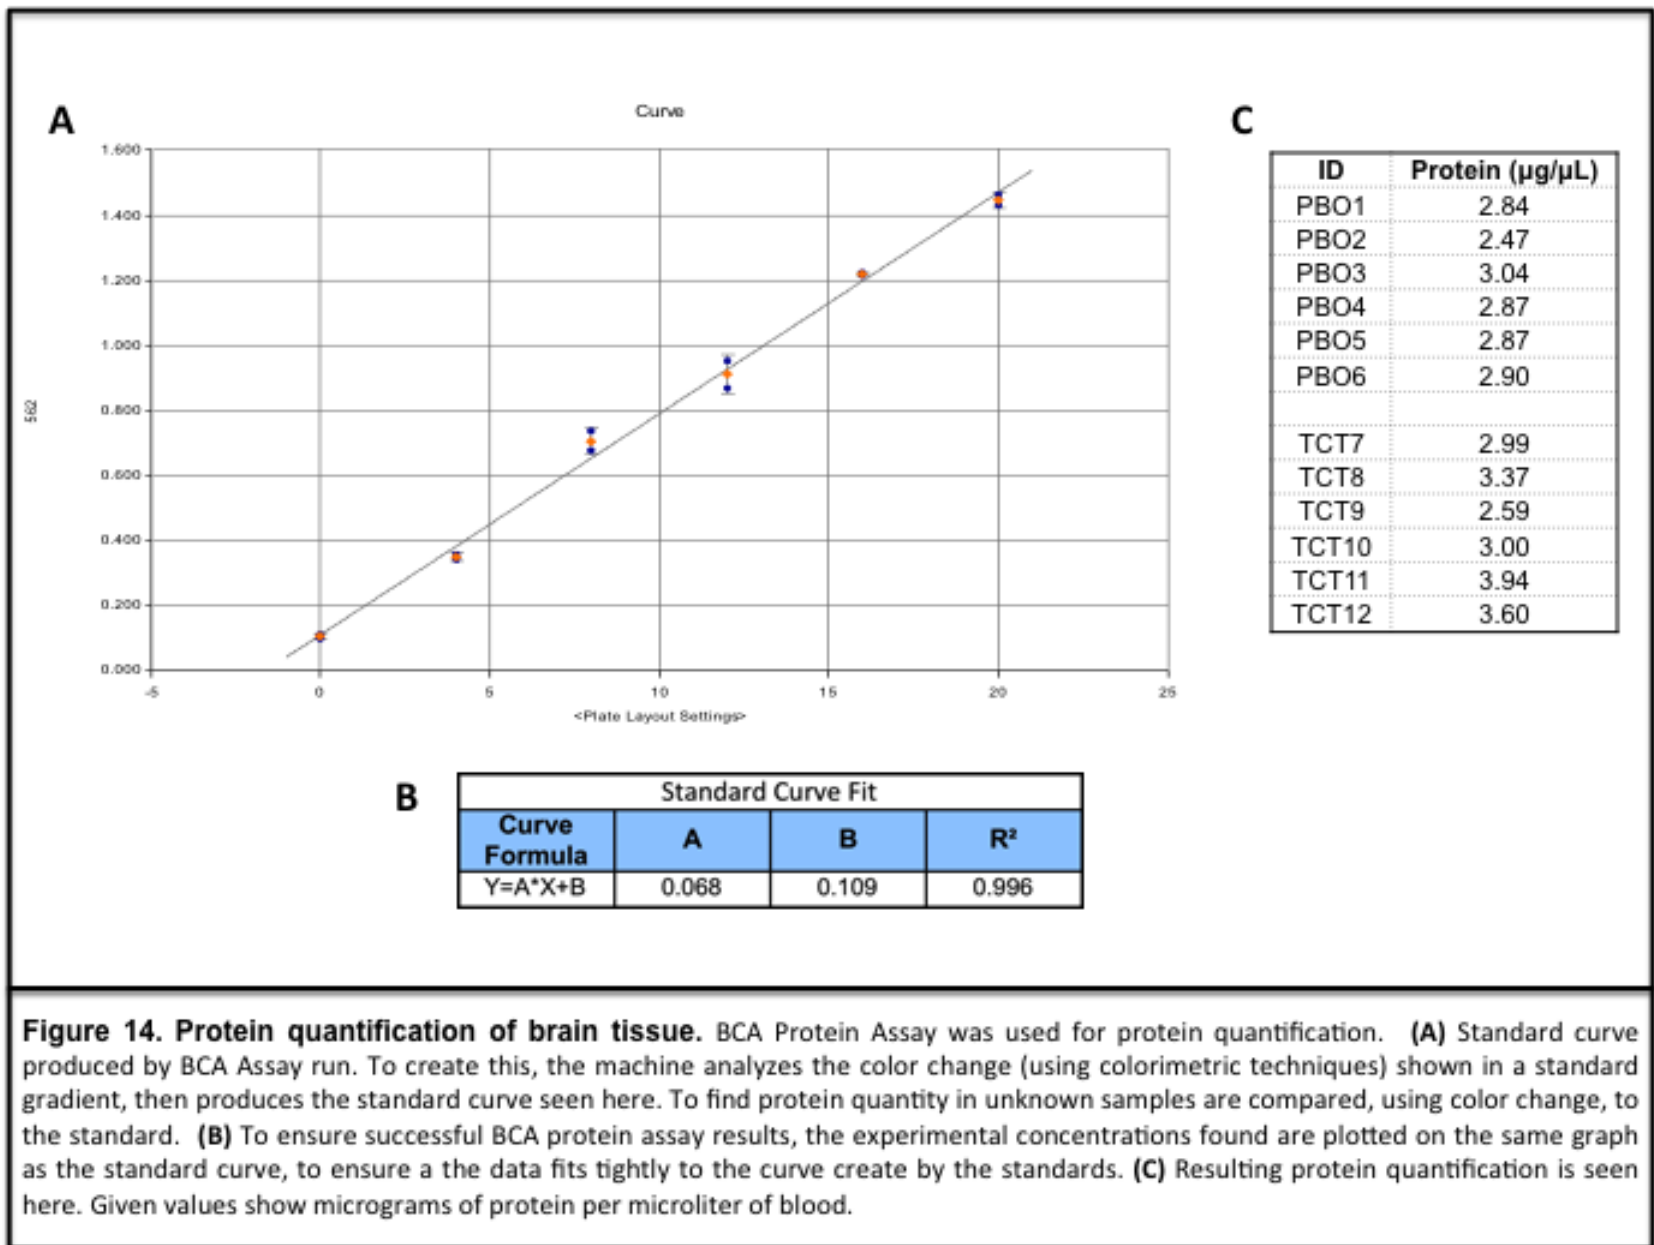 A
Curve
1.600
1.400
1.200
1.000
0.800
0.600
0.400
0.200
0.000
562
-5 0 5 10 15 20 25
<Plate Layout Settings>
C
ID Protein (µg/µL)
PBO1 2.84
PBO2 2.47
PBO3 3.04
PBO4 2.87
PBO5 2.87
PBO6 2.90
TCT7 2.99
TCT8 3.37
TCT9 2.59
TCT10 3.00
TCT11 3.94
TCT12 3.60
B
Standard Curve Fit
Curve Formula A B R²
Y=A*X+B 0.068 0.109 0.996
Figure 14. Protein quantification of brain tissue. BCA Protein Assay was used for protein quantification. (A) Standard curve
produced by BCA Assay run. To create this, the machine analyzes the color change (using colorimetric techniques) shown in a standard
gradient, then produces the standard curve seen here. To find protein quantity in unknown samples are compared, using color change, to
the standard. (B) To ensure successful BCA protein assay results, the experimental concentrations found are plotted on the same graph
as the standard curve, to ensure a the data fits tightly to the curve create by the standards. (C) Resulting protein quantification is seen
here. Given values show micrograms of protein per microliter of blood.